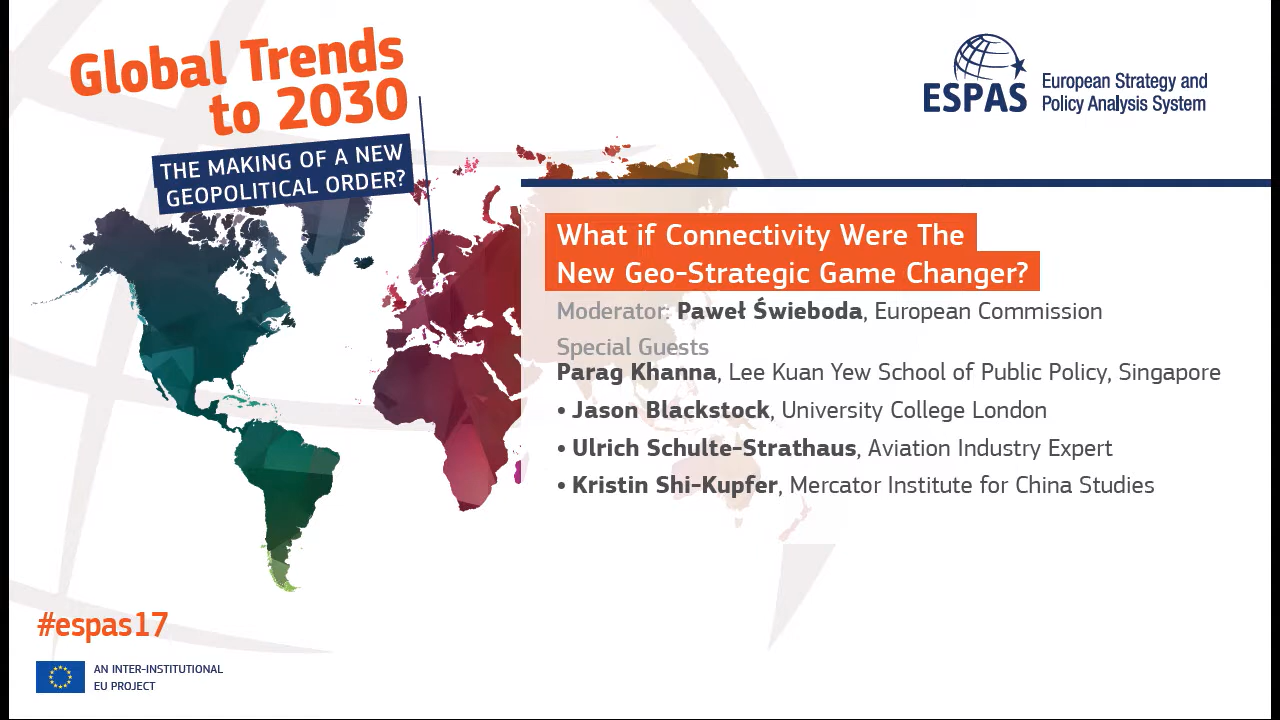 Global Trends
to 2030
THE MAKING OF A NEW
GEOPOLITICAL ORDER?
ESPAS
European Strategy and
Policy Analysis System
What if Connectivity Were The
New Geo-Strategic Game Changer?
Moderator: Paweł Świeboda, European Commission
Special Guests
Parag Khanna, Lee Kuan Yew School of Public Policy, Singapore
• Jason Blackstock, University College London
• Ulrich Schulte-Strathaus, Aviation Industry Expert
• Kristin Shi-Kupfer, Mercator Institute for China Studies
#espas17
AN INTER-INSTITUTIONAL
EU PROJECT